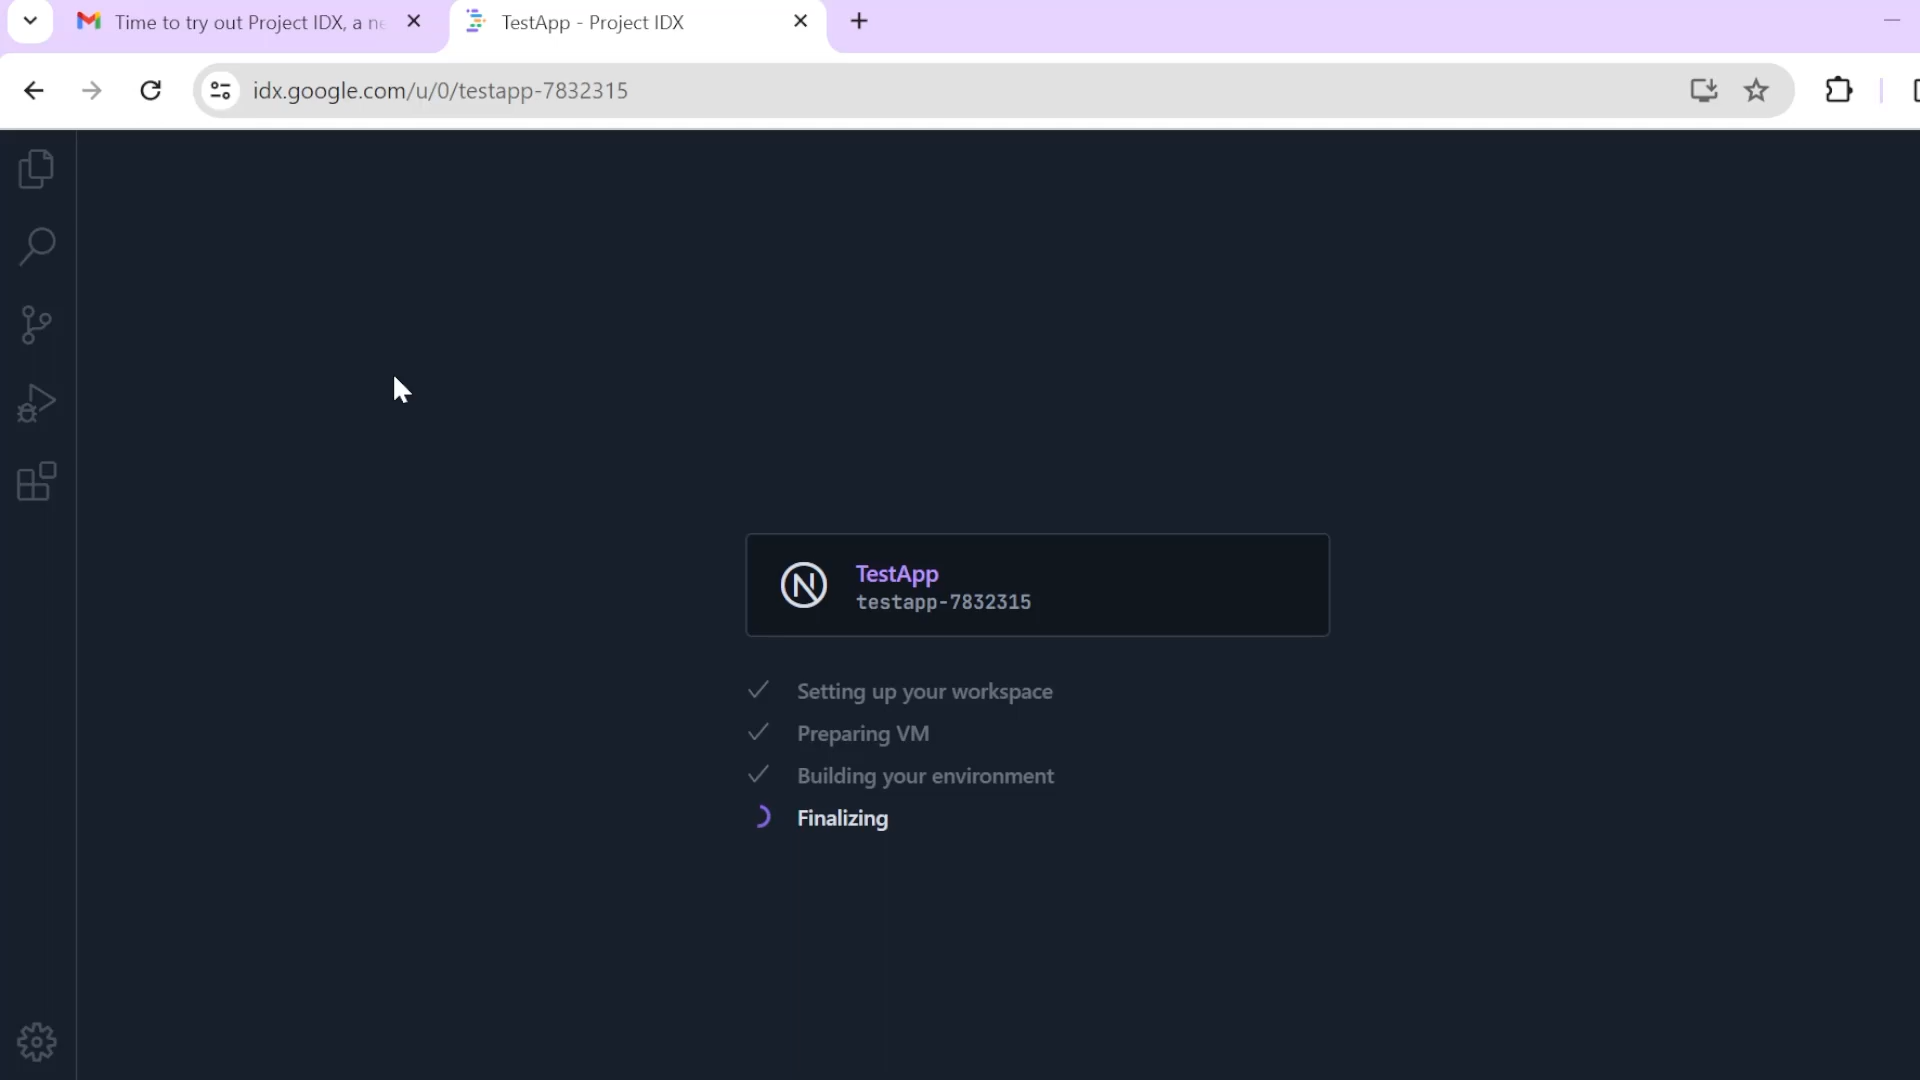 Time to try out Project IDX, a ne
TestApp - Project IDX
idx.google.com/u/0/testapp-7832315
TestApp
testapp-7832315
Setting up your workspace
Preparing VM
Building your environment
Finalizing